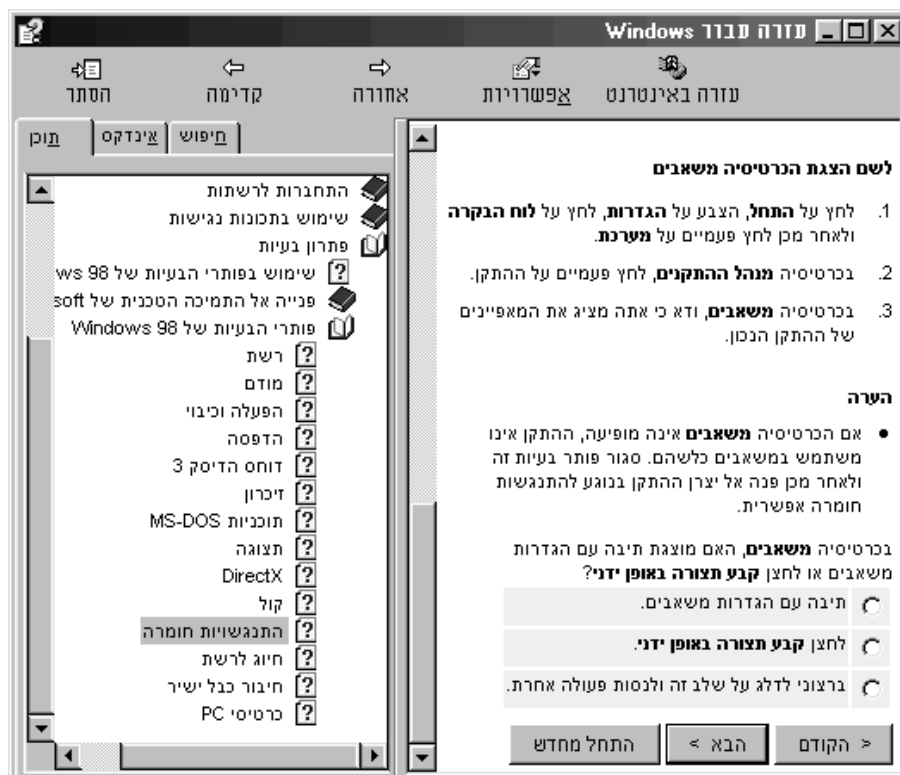 עזרה עבור Windows
עזרה באינטרנט
אפשרויות
אחורה
קדימה
הסתר
לשם הצגת הכרטיסיה משאבים
1. לחץ על התחל, הצבע על הגדרות, לחץ על לוח הבקרה
ולאחר מכן לחץ פעמיים על מערכת.
2. בכרטיסיה מנהל ההתקנים, לחץ פעמיים על ההתקן.
3. בכרטיסיה משאבים, ודא כי אתה מציג את המאפיינים
של ההתקן הנכון.
הערה
• אם הכרטיסיה משאבים אינה מופיעה, ההתקן אינו
משתמש במשאבים כלשהם. סגור פותר בעיות זה
ולאחר מכן פנה אל יצרן ההתקן בנוגע להתנגשות
חומרה אפשרית.
בכרטיסיה משאבים, האם מוצגת תיבה עם הגדרות
משאבים או לחצן קבע תצורה באופן ידני?
תיבה עם הגדרות משאבים.
לחצן קבע תצורה באופן ידני.
ברצוני לדלג על שלב זה ולנסות פעולה אחרת.
< הקודם
הבא >
התחל מחדש
חיפוש
אינדקס
תוכן
התחברות לרשתות
שימוש בתכונות נגישות
פתרון בעיות
שימוש בפותרי הבעיות של ws 98
פנייה אל התמיכה הטכנית של soft
פותרי הבעיות של Windows 98
רשת
מודם
הפעלה וכיבוי
הדפסה
דוחס הדיסק 3
זיכרון
תוכניות MS-DOS
תצוגה
DirectX
קול
התנגשויות חומרה
חיוג לרשת
חיבור כבל ישיר
כרטיסי PC